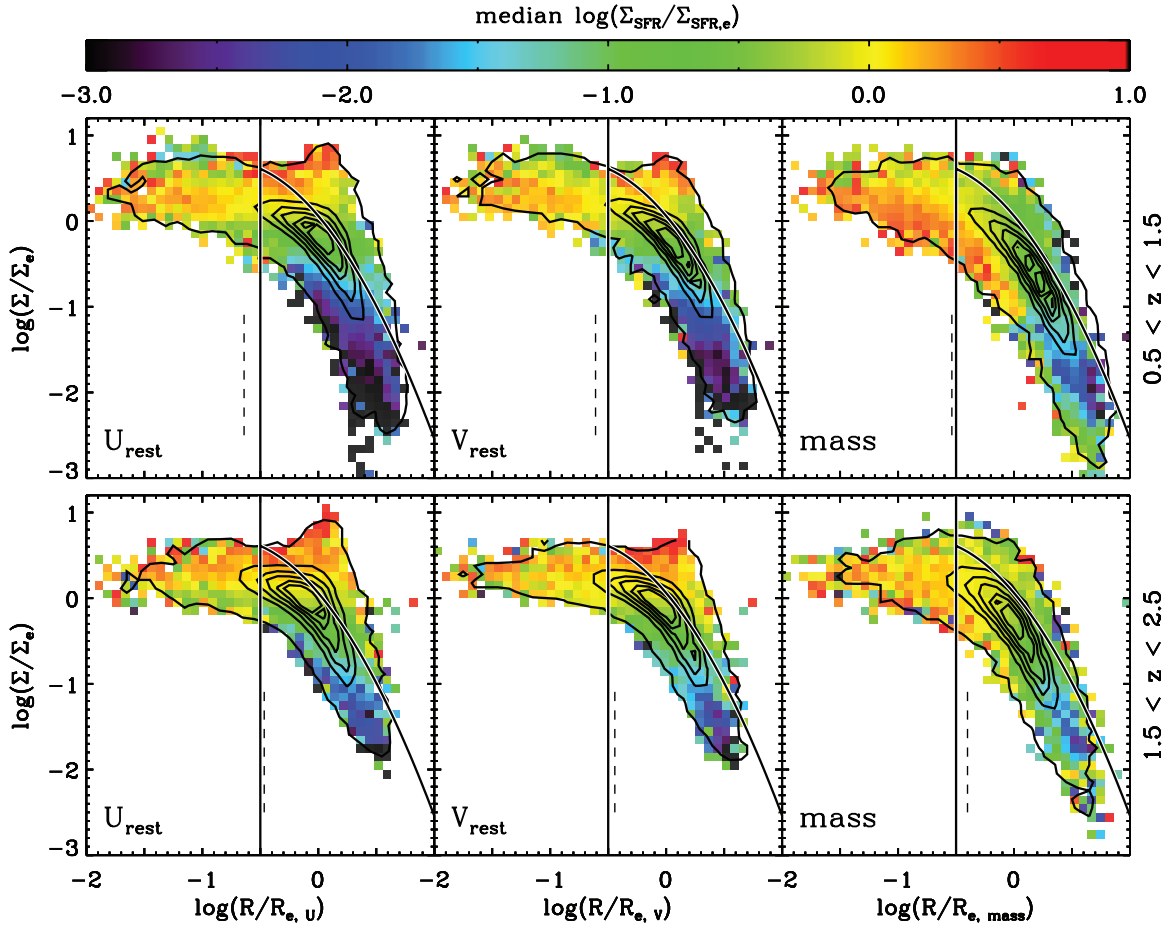 median log(Σ_SFR/Σ_SFR,e)
-3.0 -2.0 -1.0 0.0 1.0
1
0
-1
-2
-3
log(Σ/Σ_e)
U_rest
V_rest
mass
0.5 < z < 1.5
1
0
-1
-2
-3
log(Σ/Σ_e)
U_rest
V_rest
mass
1.5 < z < 2.5
-2 -1 0 -2 -1 0 -2 -1 0 1
log(R/R_e, U)
log(R/R_e, V)
log(R/R_e, mass)